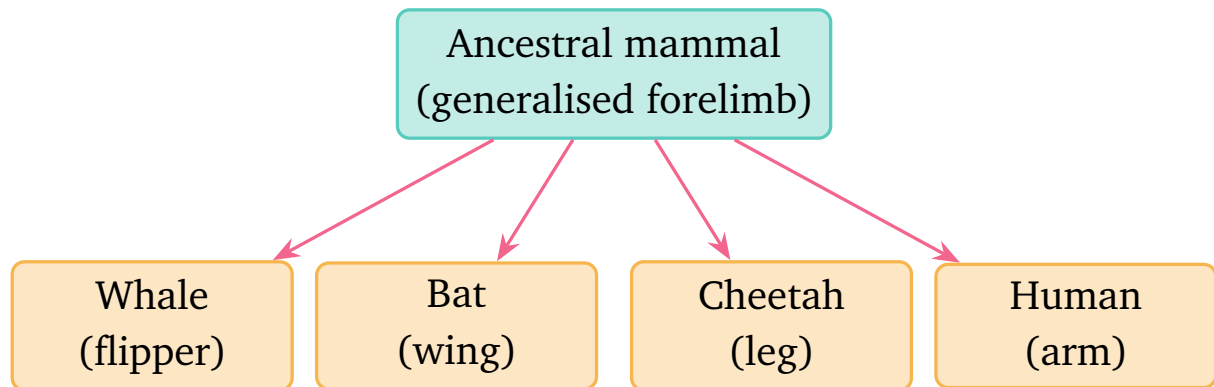 Ancestral mammal
(generalised forelimb)
Whale
(flipper)
Bat
(wing)
Cheetah
(leg)
Human
(arm)